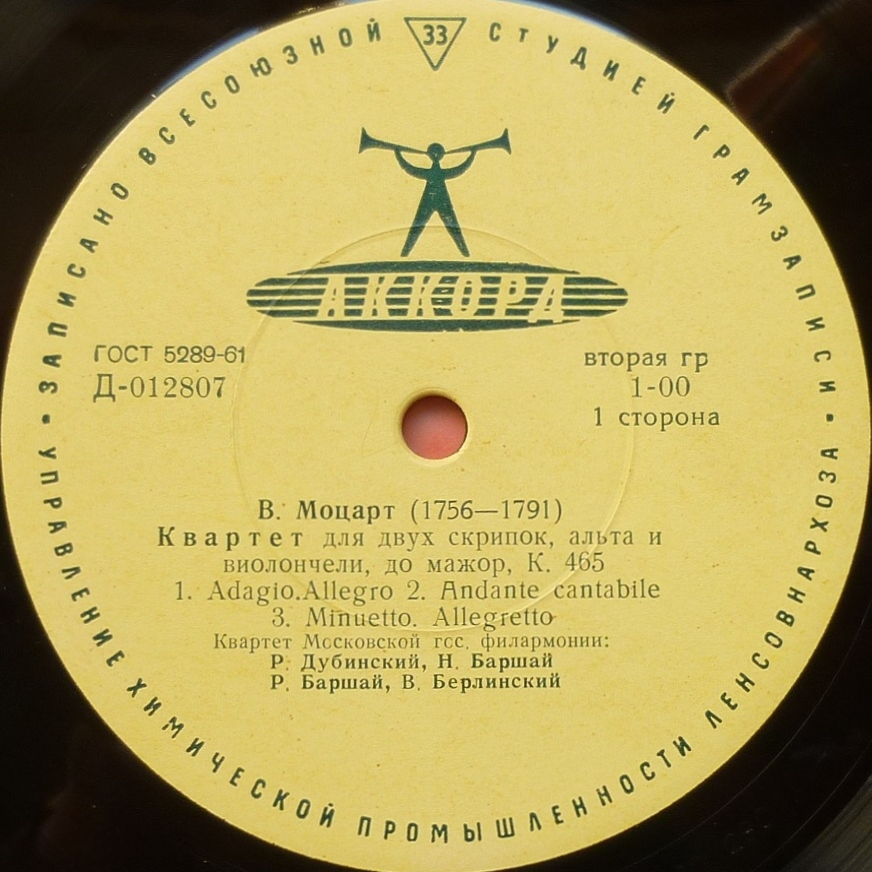 ЗАПИСАНО ВСЕСОЮЗНОЙ СТУДИЕЙ ГРАМЗАПИСИ
33
АККОРД
ГОСТ 5289-61
Д-012807
вторая гр
1-00
1 сторона
В. Моцарт (1756—1791)
Квартет для двух скрипок, альта и
виолончели, до мажор, К. 465
1. Adagio.Allegro 2. Andante cantabile
3. Minuetto. Allegretto
Квартет Московской гос. филармонии:
Р. Дубинский, Н. Баршай
Р. Баршай, В. Берлинский
УПРАВЛЕНИЕ ХИМИЧЕСКОЙ ПРОМЫШЛЕННОСТИ ЛЕНСОВНАРХОЗА